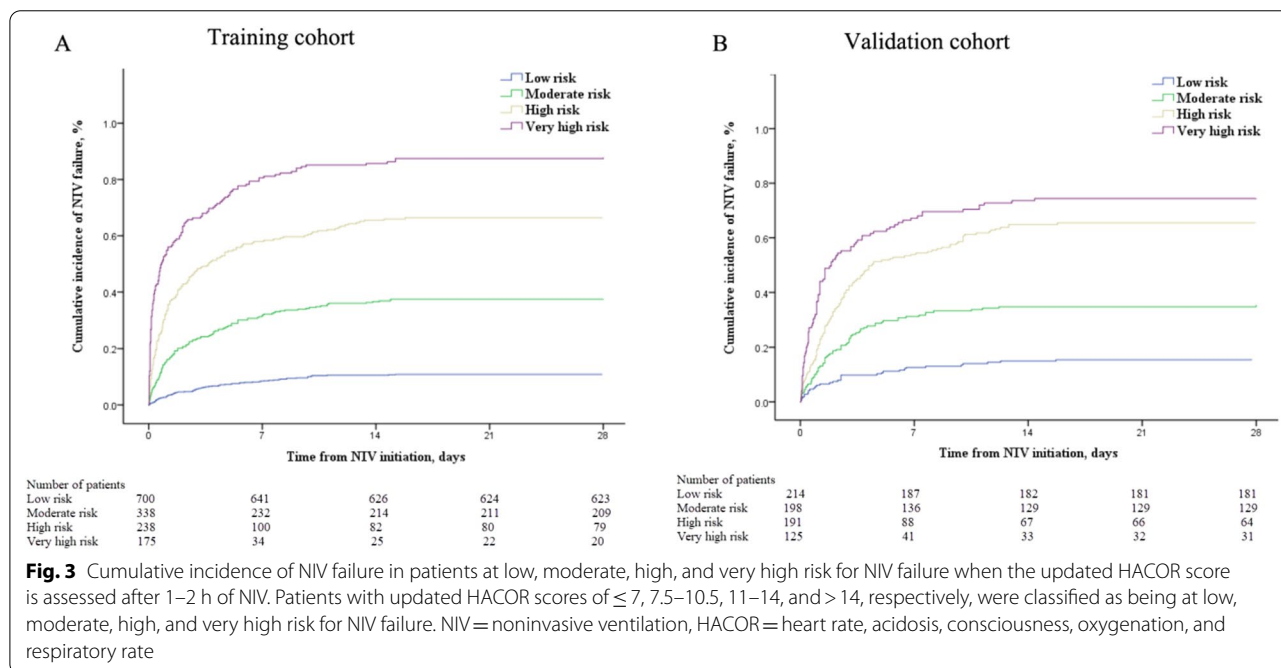 A
Training cohort
Low risk
Moderate risk
High risk
Very high risk
Cumulative incidence of NIV failure, %
1.0
0.8
0.6
0.4
0.2
0.0
0 7 14 21 28
Time from NIV initiation, days
Number of patients
Low risk 700 641 626 624 623
Moderate risk 338 232 214 211 209
High risk 238 100 82 80 79
Very high risk 175 34 25 22 20
B
Validation cohort
Low risk
Moderate risk
High risk
Very high risk
Cumulative incidence of NIV failure, %
1.0
0.8
0.6
0.4
0.2
0.0
0 7 14 21 28
Time from NIV initiation, days
Number of patients
Low risk 214 187 182 181 181
Moderate risk 198 136 129 129 129
High risk 191 88 67 66 64
Very high risk 125 41 33 32 31
Fig. 3 Cumulative incidence of NIV failure in patients at low, moderate, high, and very high risk for NIV failure when the updated HACOR score
is assessed after 1–2 h of NIV. Patients with updated HACOR scores of ≤ 7, 7.5–10.5, 11–14, and > 14, respectively, were classified as being at low,
moderate, high, and very high risk for NIV failure. NIV = noninvasive ventilation, HACOR = heart rate, acidosis, consciousness, oxygenation, and
respiratory rate